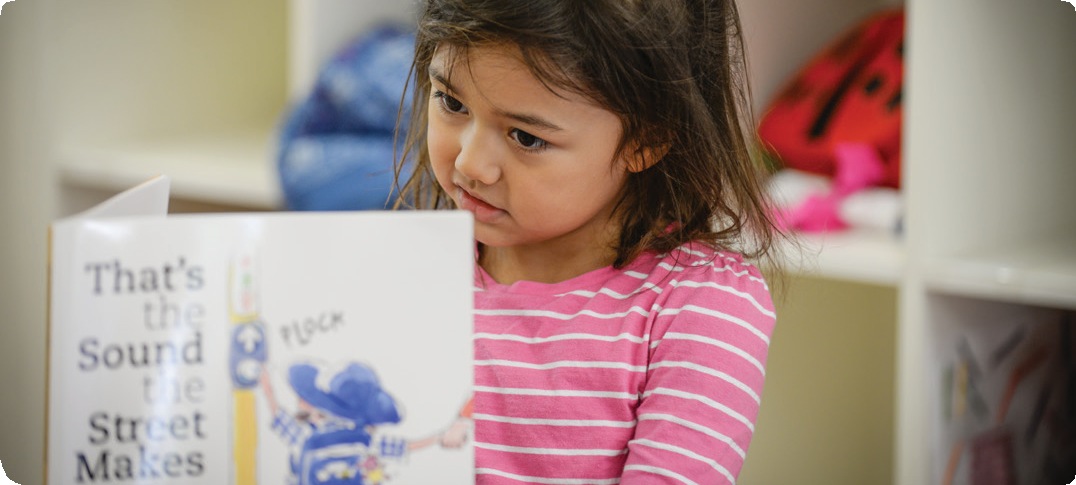 That's
the
Sound
the
Street
Makes
PLOCK